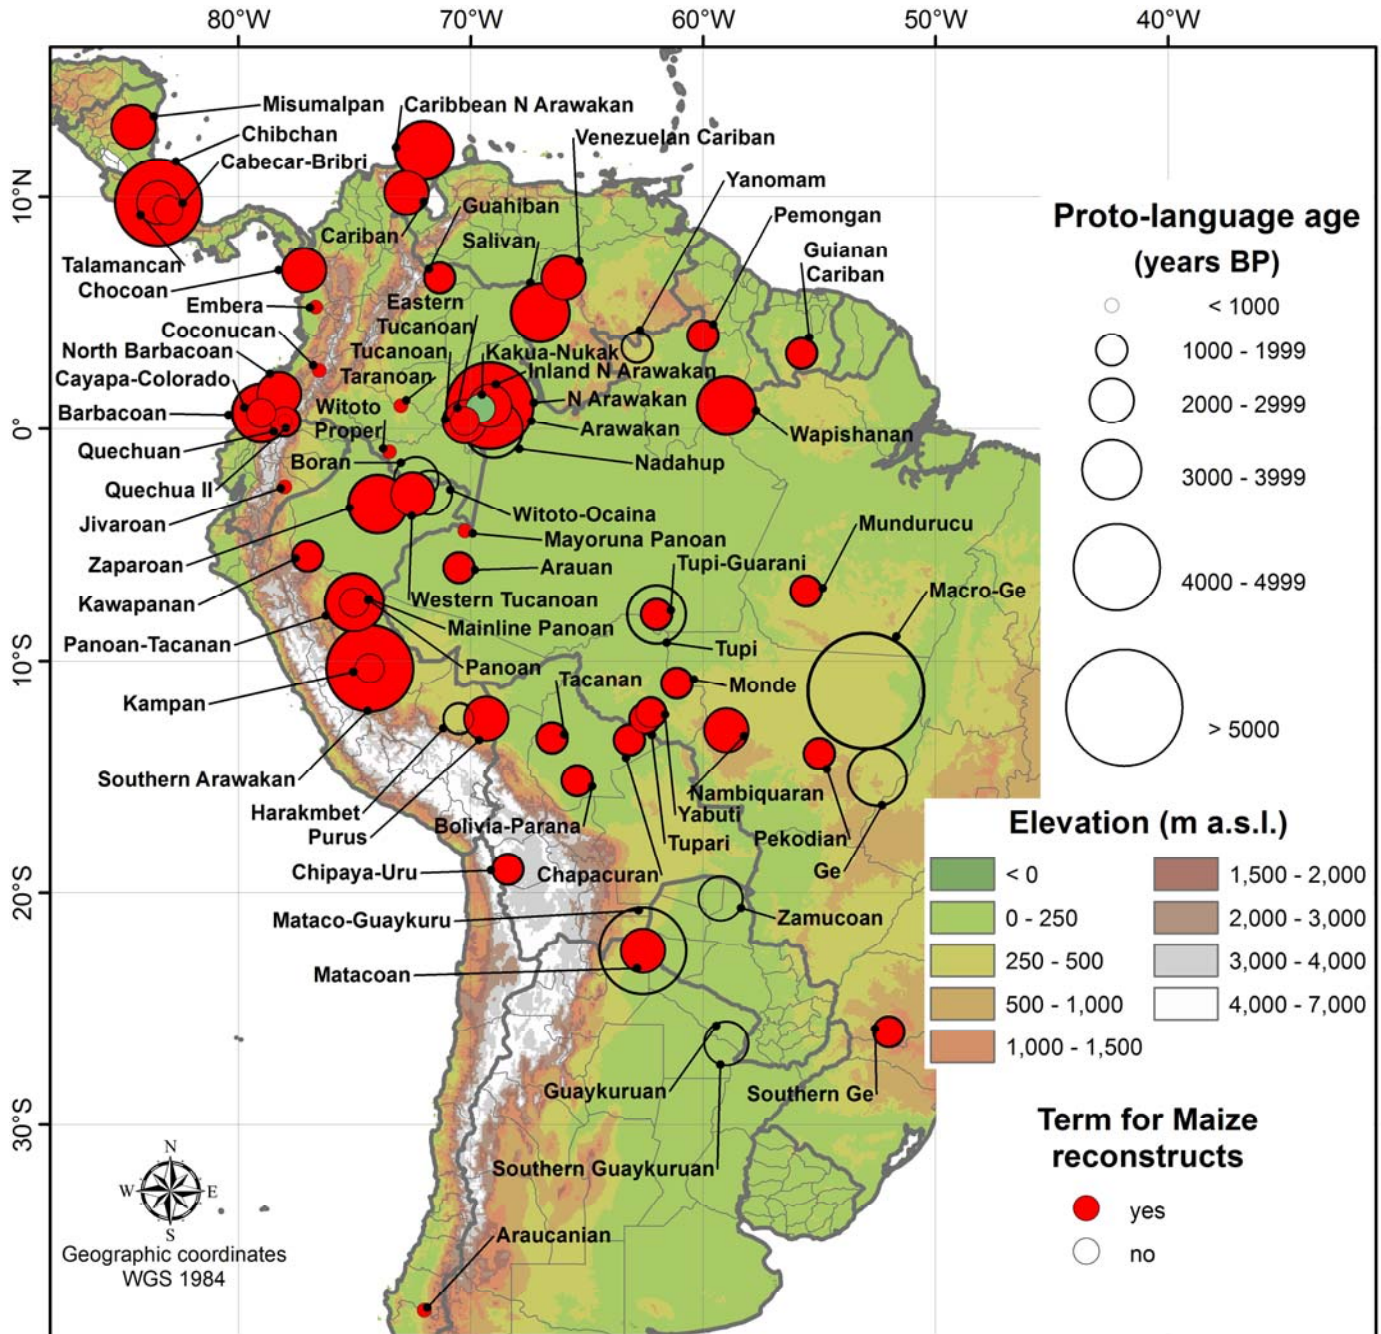 80°W
70°W
60°W
50°W
40°W
Misumalpan
Caribbean N Arawakan
Chibchan
Venezuelan Cariban
Cabecar-Bribri
Yanomam
10°N
Guahiban
Pemongan
Cariban
Salivan
Guianan
Cariban
Talamancan
Chocoan
Embera
Eastern
Tucanoan
Coconucan
North Barbacoan
Tucanoan
Kakua-Nukak
Cayapa-Colorado
Taranoan
Inland N Arawakan
Barbacoan
Witoto
Proper
N Arawakan
0°
Arawakan
Wapishanan
Quechuan
Boran
Nadahup
Quechua II
Jivaroan
Witoto-Ocaina
Mayoruna Panoan
Mundurucu
Zaparoan
Arauan
Tupi-Guarani
Kawapanan
Western Tucanoan
Macro-Ge
Mainline Panoan
Panoan-Tacanan
Tupi
10°S
Panoan
Tacanan
Monde
Kampan
Southern Arawakan
Nambiquaran
Harakmbet
Yabuti
Purus
Bolivia-Parana
Tupari
Pekodian
Chipaya-Uru
Chapacuran
Ge
20°S
Mataco-Guaykuru
Zamucoan
Matacoan
Guaykuruan
Southern Ge
30°S
Southern Guaykuruan
Araucanian
N
W
E
S
Geographic coordinates
WGS 1984
Proto-language age
(years BP)
< 1000
1000 - 1999
2000 - 2999
3000 - 3999
4000 - 4999
> 5000
Elevation (m a.s.l.)
< 0
1,500 - 2,000
0 - 250
2,000 - 3,000
250 - 500
3,000 - 4,000
500 - 1,000
4,000 - 7,000
1,000 - 1,500
Term for Maize
reconstructs
yes
no